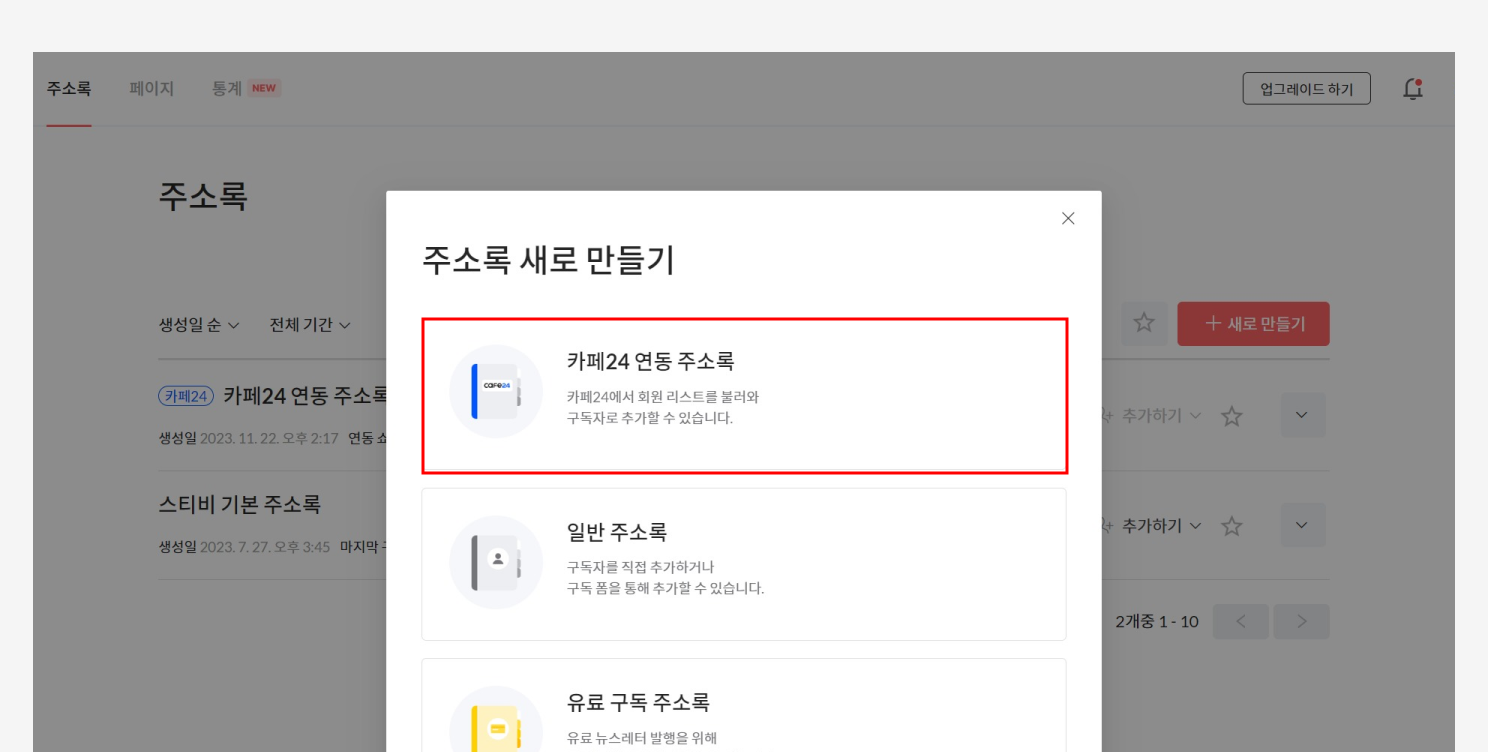 주소록 페이지 통계 NEW 업그레이드 하기
주소록
주소록 새로 만들기
생성일 순 전체 기간 + 새로 만들기
카페24 연동 주소록
카페24에서 회원 리스트를 불러와
구독자로 추가할 수 있습니다.
cafe24
카페24 카페24 연동 주소록
생성일 2023. 11. 22. 오후 2:17 연동 쇼
추가하기
스티비 기본 주소록
생성일 2023. 7. 27. 오후 3:45 마지막
추가하기
일반 주소록
구독자를 직접 추가하거나
구독 폼을 통해 추가할 수 있습니다.
2개중 1 - 10
유료 구독 주소록
유료 뉴스레터 발행을 위해